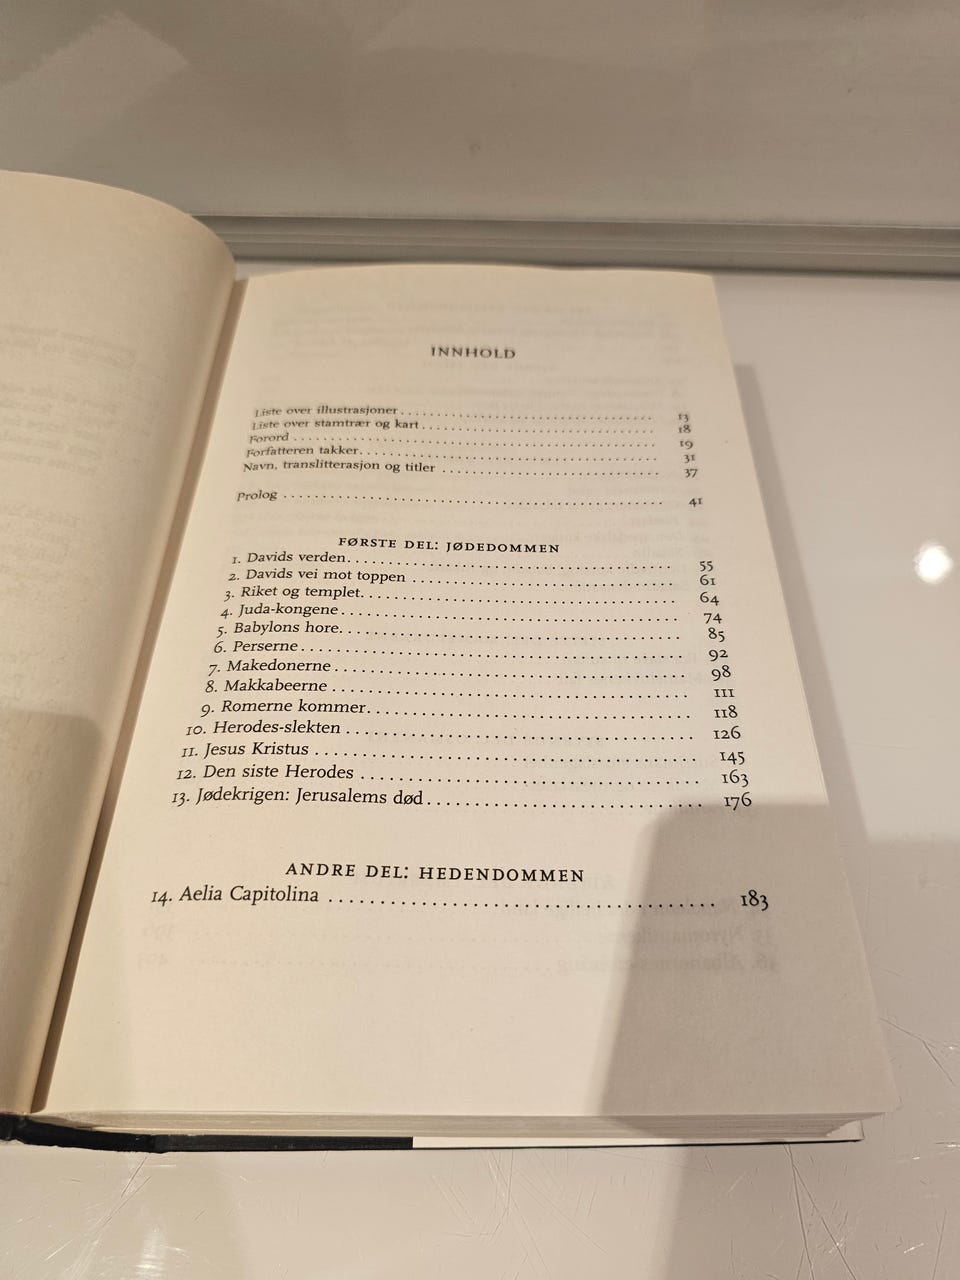 INNHOLD
Liste over illustrasjoner 13
Liste over stamtrær og kart 18
Forord 19
Forfatteren takker 31
Navn, translitterasjon og titler 37
Prolog 41
FØRSTE DEL: JØDEDOMMEN
1. Davids verden 55
2. Davids vei mot toppen 61
3. Riket og templet 64
4. Juda-kongene 74
5. Babylons hore 85
6. Perserne 92
7. Makedonerne 98
8. Makkabeerne 111
9. Romerne kommer 118
10. Herodes-slekten 126
11. Jesus Kristus 145
12. Den siste Herodes 163
13. Jødekrigen: Jerusalems død 176
ANDRE DEL: HEDENDOMMEN
14. Aelia Capitolina 183